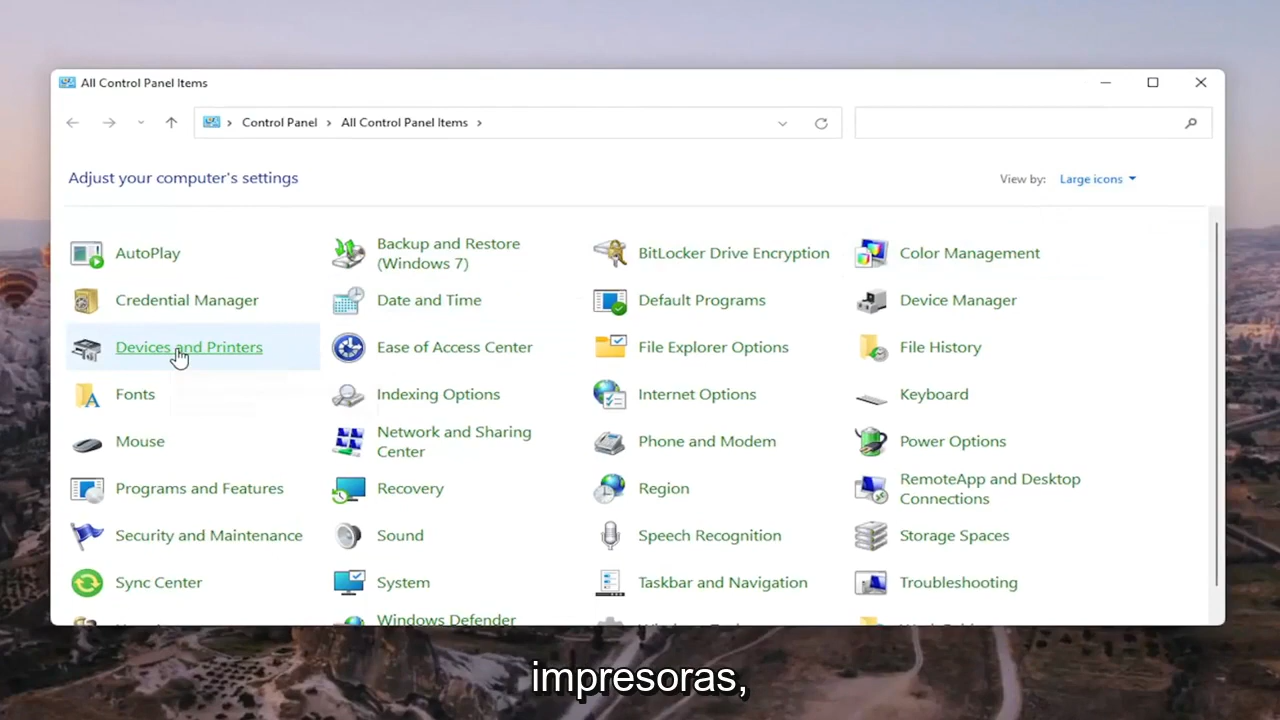 All Control Panel Items
Control Panel
All Control Panel Items
Adjust your computer's settings
View by:
Large icons
AutoPlay
Backup and Restore
(Windows 7)
BitLocker Drive Encryption
Color Management
Credential Manager
Date and Time
Default Programs
Device Manager
Devices and Printers
Ease of Access Center
File Explorer Options
File History
Fonts
Indexing Options
Internet Options
Keyboard
Mouse
Network and Sharing
Center
Phone and Modem
Power Options
Programs and Features
Recovery
Region
RemoteApp and Desktop
Connections
Security and Maintenance
Sound
Speech Recognition
Storage Spaces
Sync Center
System
Taskbar and Navigation
Troubleshooting
Windows Defender
impresoras,